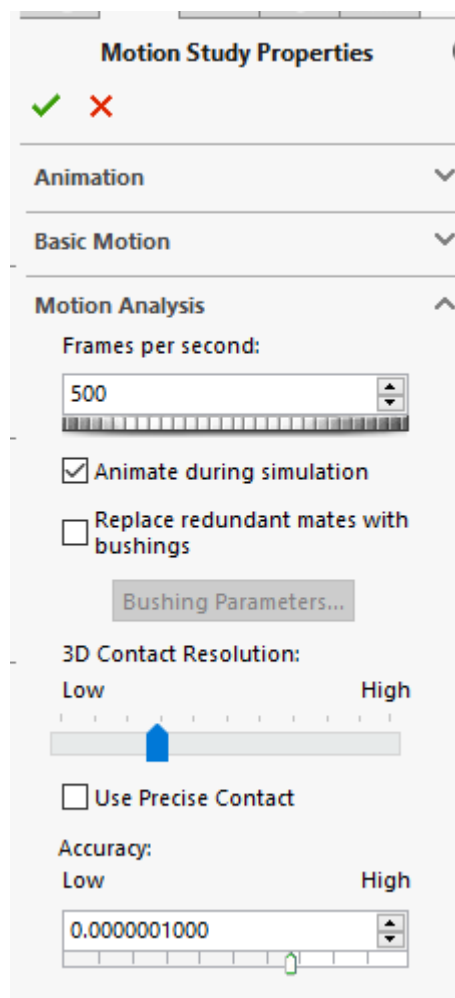 Motion Study Properties
Animation
Basic Motion
Motion Analysis
Frames per second:
500
Animate during simulation
Replace redundant mates with
bushings
Bushing Parameters...
3D Contact Resolution:
Low High
Use Precise Contact
Accuracy:
Low High
0.0000001000